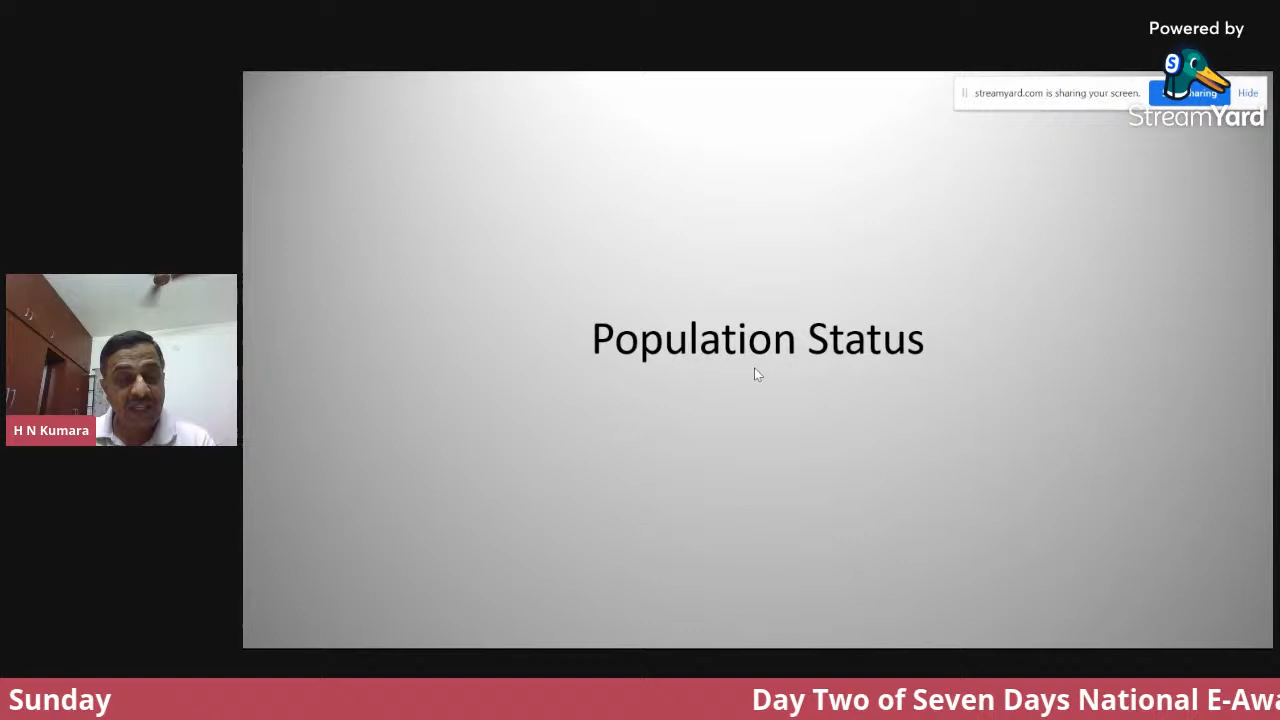 Powered by
streamyard.com is sharing your screen.
Hide
StreamYard
Population Status
H N Kumara
Sunday
Day Two of Seven Days National